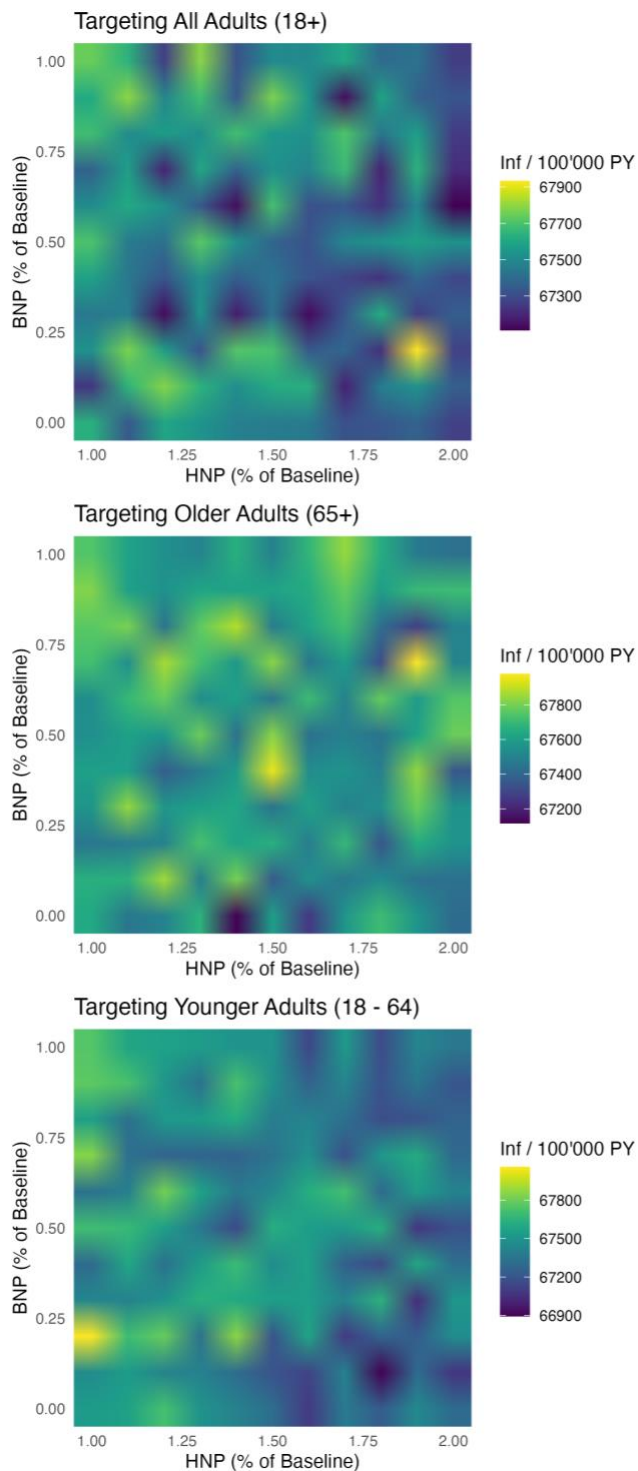 Targeting All Adults (18+)
1.00
0.75
0.50
0.25
0.00
BNP (% of Baseline)
1.00 1.25 1.50 1.75 2.00
HNP (% of Baseline)
Inf / 100'000 PY
67900
67700
67500
67300
Targeting Older Adults (65+)
1.00
0.75
0.50
0.25
0.00
BNP (% of Baseline)
1.00 1.25 1.50 1.75 2.00
HNP (% of Baseline)
Inf / 100'000 PY
67800
67600
67400
67200
Targeting Younger Adults (18 - 64)
1.00
0.75
0.50
0.25
0.00
BNP (% of Baseline)
1.00 1.25 1.50 1.75 2.00
HNP (% of Baseline)
Inf / 100'000 PY
67800
67500
67200
66900